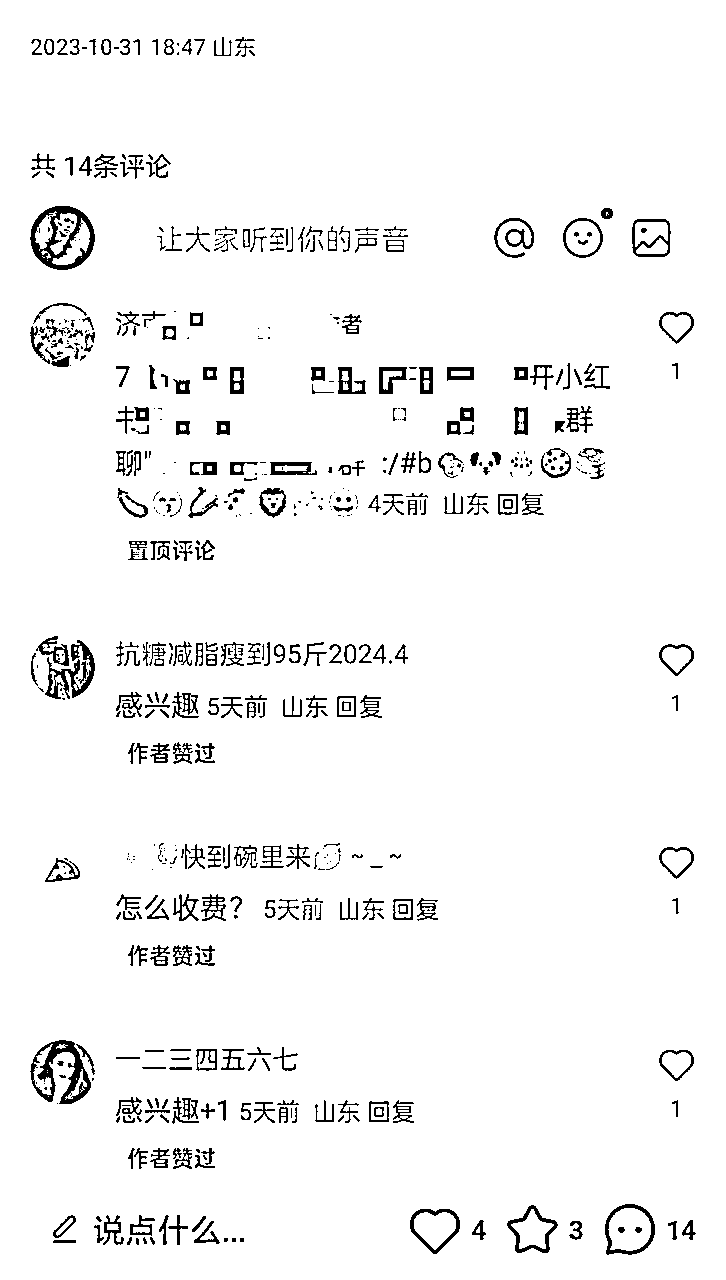 2023-10-31 18:47 山东
共 14条评论
让大家听到你的声音
济 者
1
7 开小红
群
聊" :/#b
4天前 山东 回复
置顶评论
抗糖减脂瘦到95斤2024.4
感兴趣 5天前 山东 回复
1
作者赞过
快到碗里来 ~ _ ~
怎么收费? 5天前 山东 回复
1
作者赞过
一二三四五六七
感兴趣+1 5天前 山东 回复
1
作者赞过
说点什么... 4 3 14